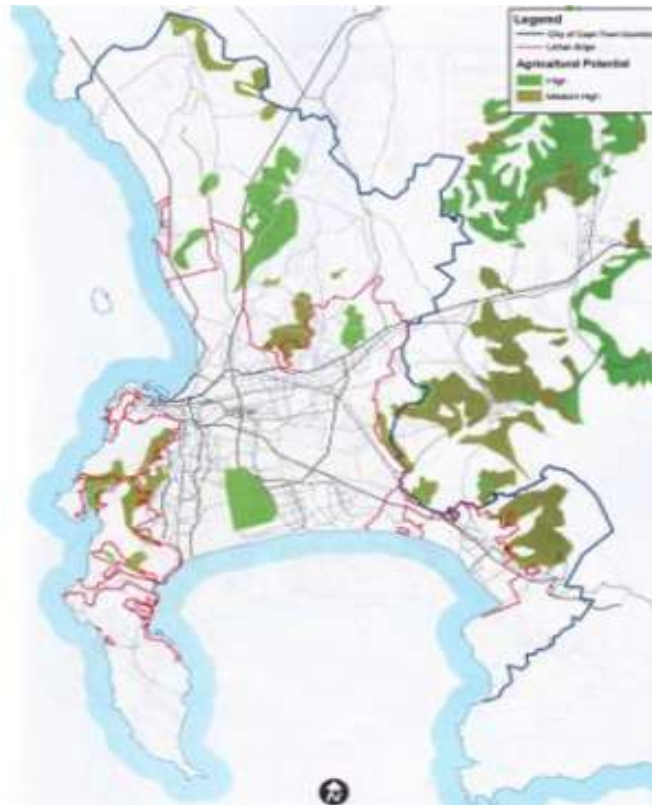 Legend
City of Cape Town boundary
Urban edge
Agricultural Potential
High
Medium High